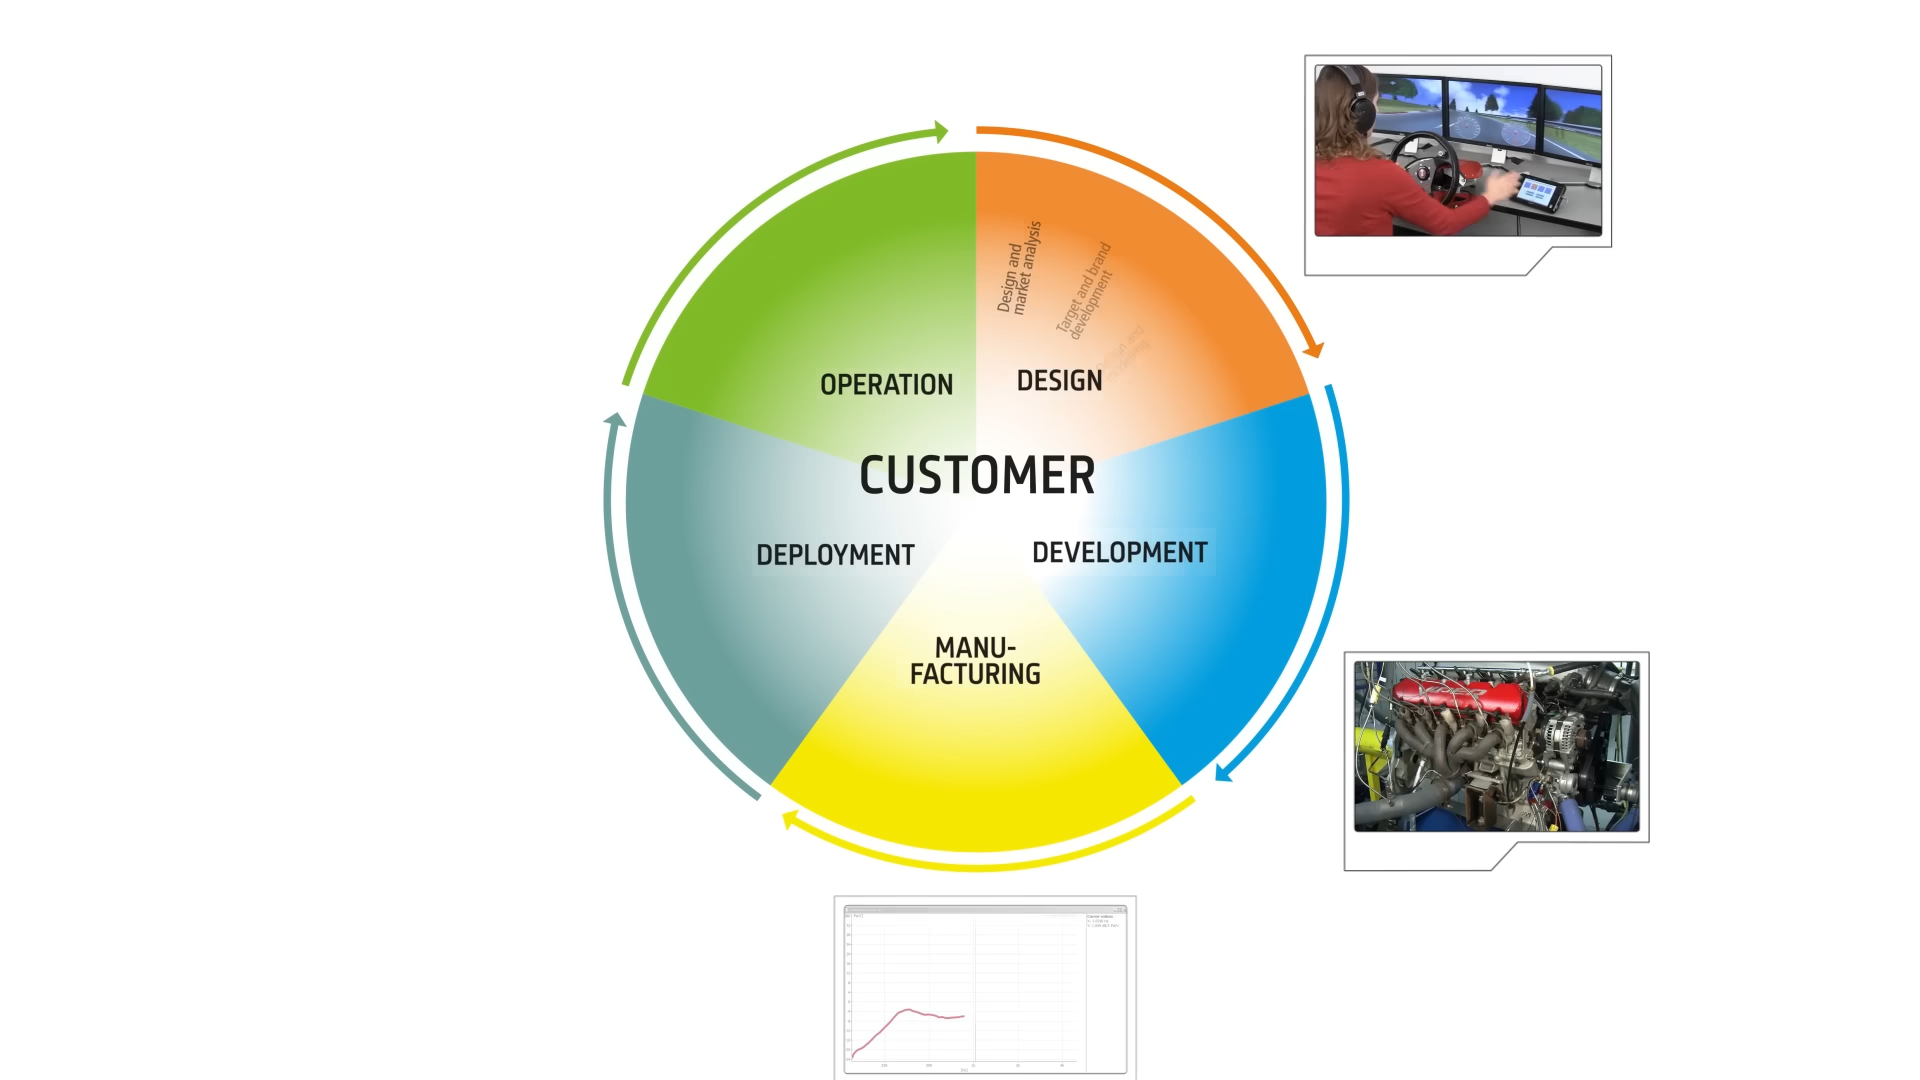 Design and
market analysis
Target and brand
development
OPERATION
DESIGN
CUSTOMER
DEPLOYMENT
DEVELOPMENT
MANU-
FACTURING